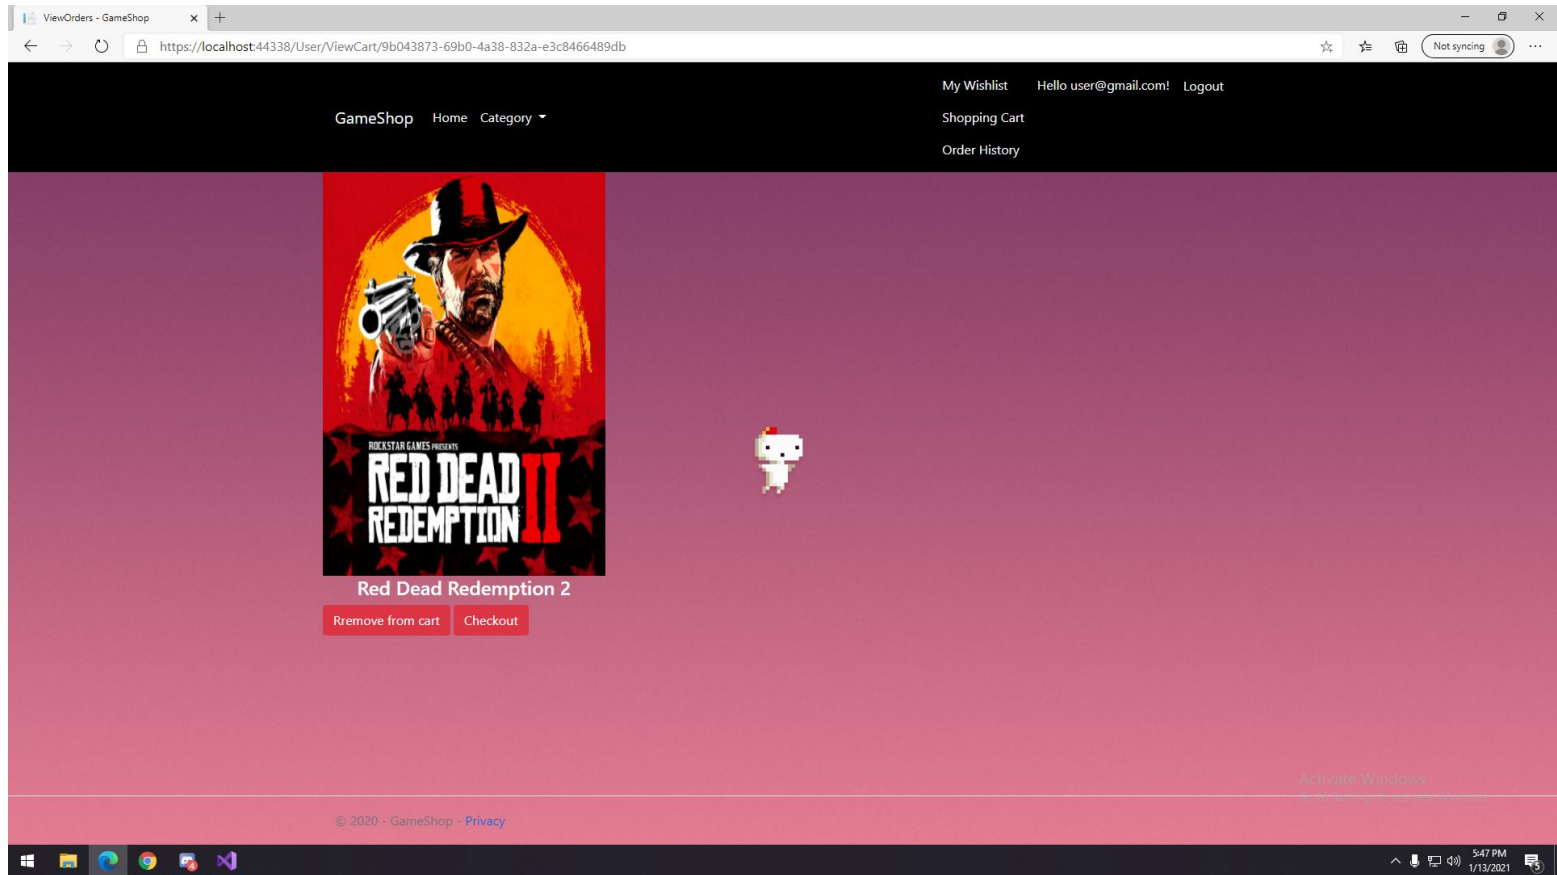 ViewOrders - GameShop
https://localhost:44338/User/ViewCart/9b043873-69b0-4a38-832a-e3c8466489db
Not syncing
My Wishlist Hello user@gmail.com! Logout
GameShop Home Category
Shopping Cart
Order History
ROCKSTAR GAMES PRESENTS
RED DEAD II
REDEMPTION
Red Dead Redemption 2
Rremove from cart Checkout
Activate Windows
© 2020 - GameShop - Privacy
4
5:47 PM
1/13/2021
5